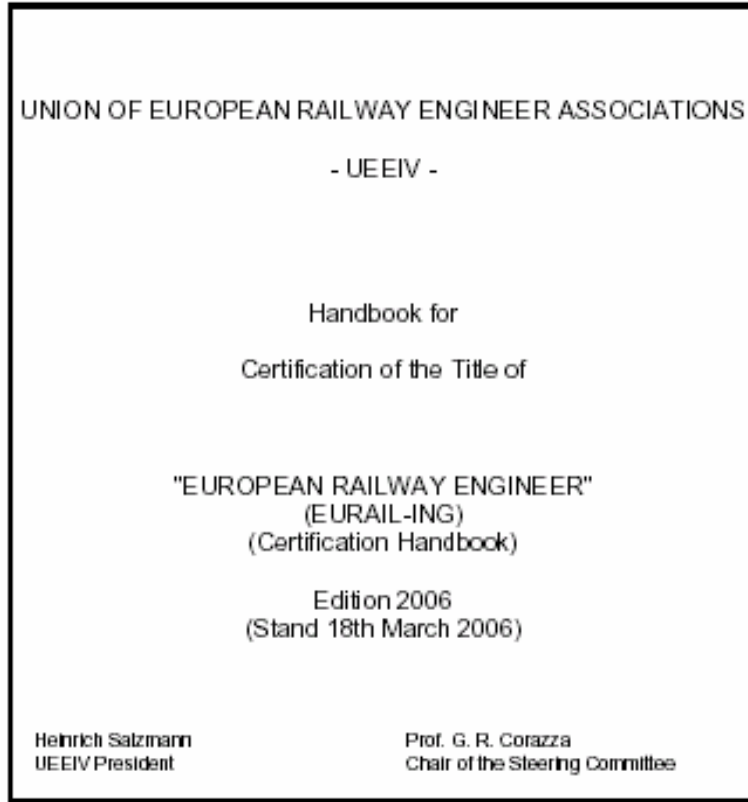 UNION OF EUROPEAN RAILWAY ENGINEER ASSOCIATIONS
- UEEIV -
Handbook for
Certification of the Title of
"EUROPEAN RAILWAY ENGINEER"
(EURAIL-ING)
(Certification Handbook)
Edition 2006
(Stand 18th March 2006)
Heinrich Salzmann
UEEIV President
Prof. G. R. Corazza
Chair of the Steering Committee